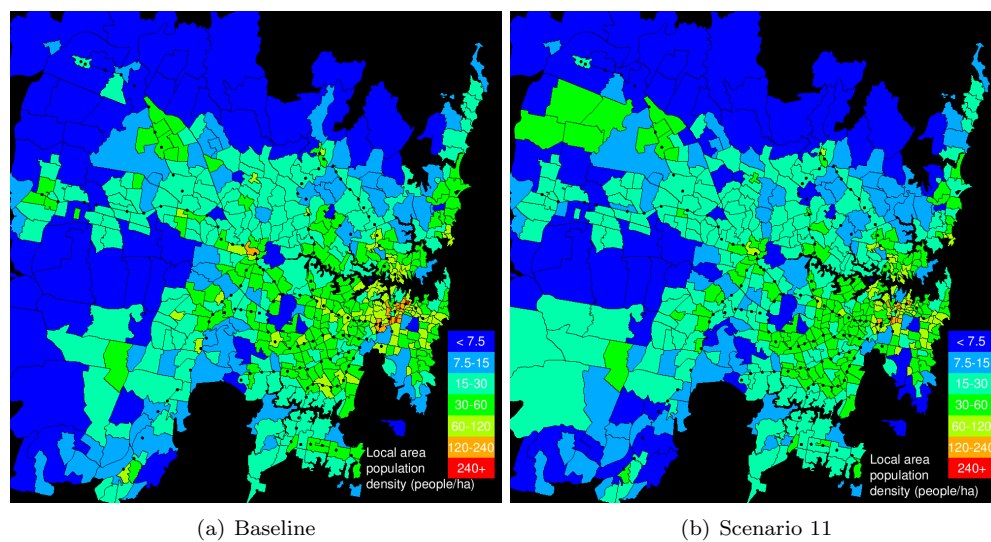 < 7.5
7.5-15
15-30
30-60
60-120
120-240
240+
Local area
population
density (people/ha)
< 7.5
7.5-15
15-30
30-60
60-120
120-240
240+
Local area
population
density (people/ha)
(a) Baseline
(b) Scenario 11